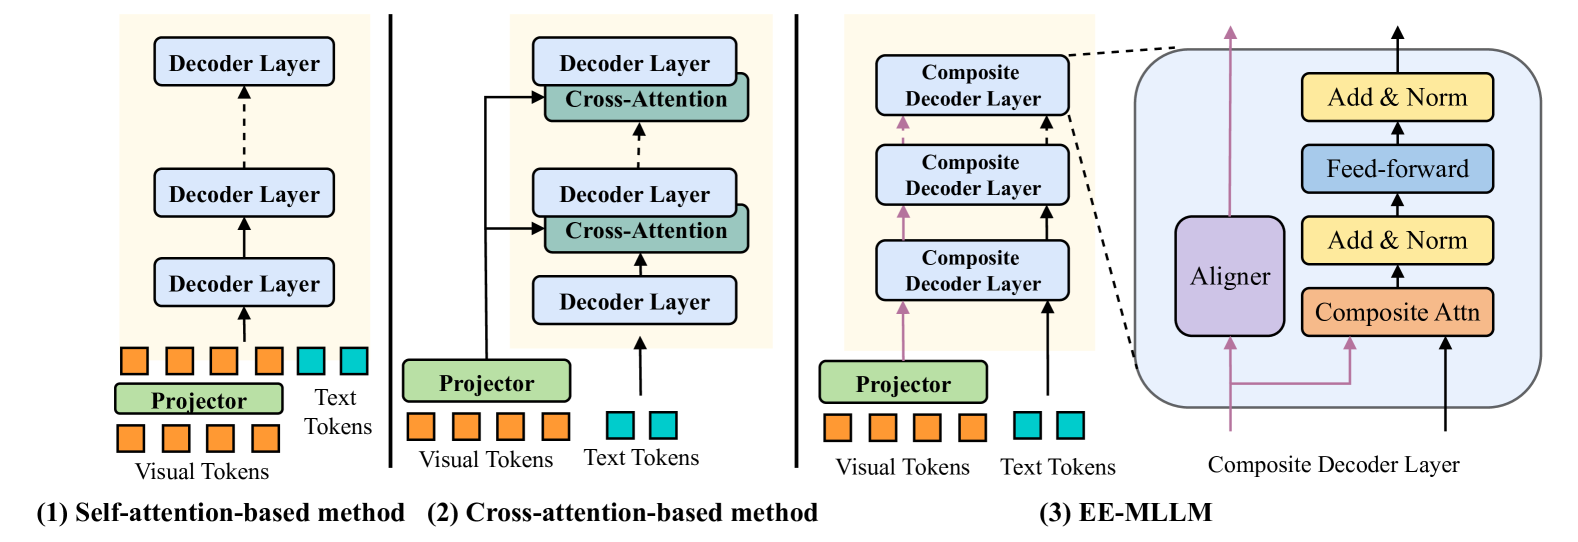 Decoder Layer
Decoder Layer
Decoder Layer
Projector
Text
Tokens
Visual Tokens
(1) Self-attention-based method
Decoder Layer
Cross-Attention
Decoder Layer
Cross-Attention
Decoder Layer
Projector
Visual Tokens
Text Tokens
(2) Cross-attention-based method
Composite
Decoder Layer
Composite
Decoder Layer
Composite
Decoder Layer
Projector
Visual Tokens
Text Tokens
Add & Norm
Feed-forward
Add & Norm
Aligner
Composite Attn
Composite Decoder Layer
(3) EE-MLLM